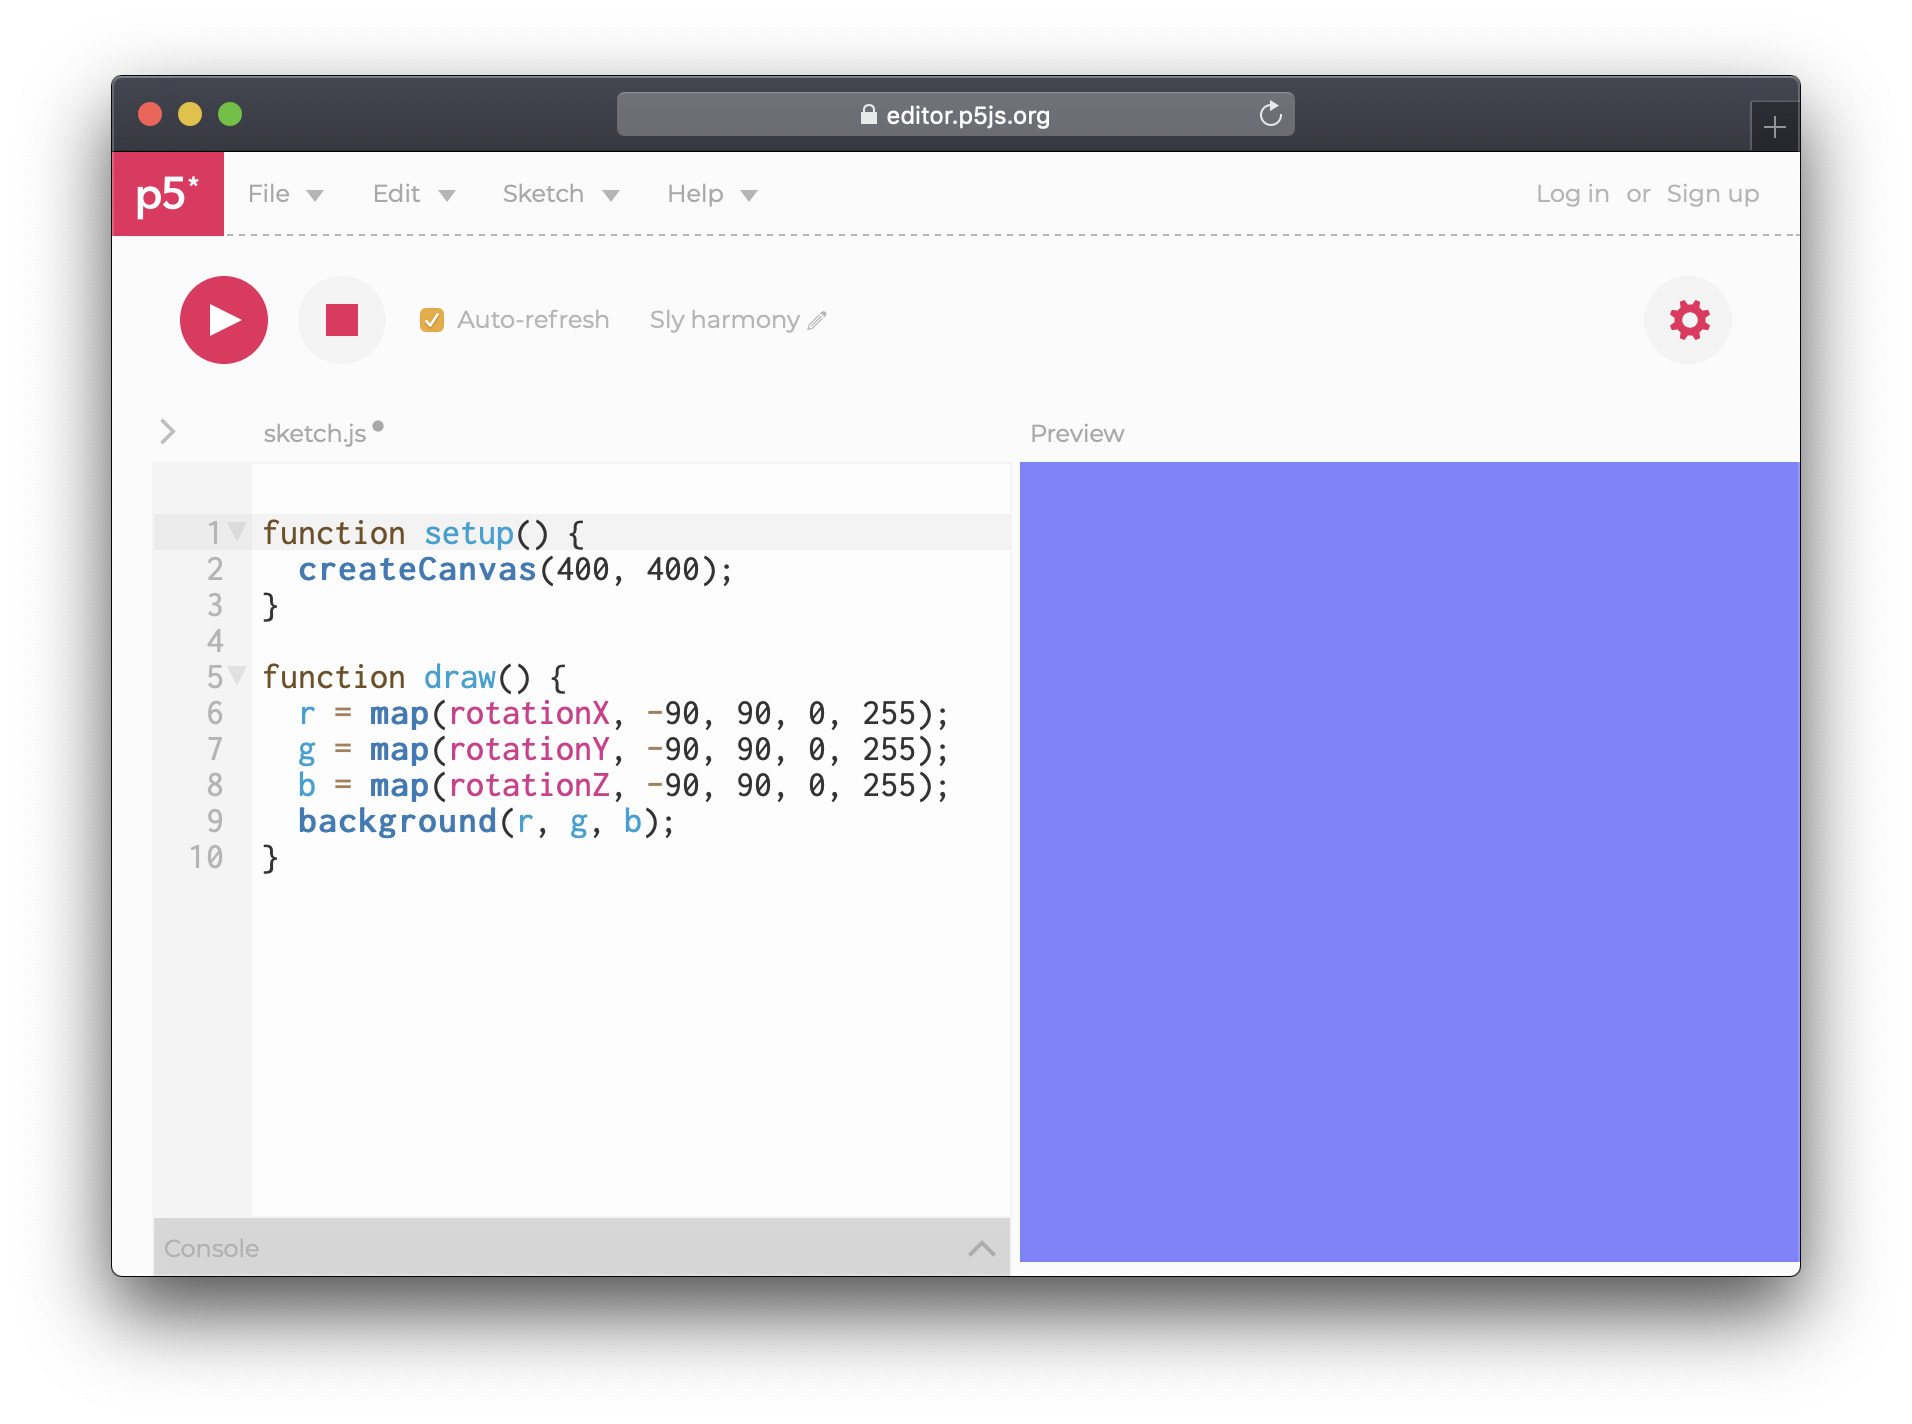 editor.p5js.org
p5* File Edit Sketch Help Log in or Sign up
Auto-refresh Sly harmony
sketch.js Preview
1 function setup() {
2   createCanvas(400, 400);
3 }
4
5 function draw() {
6   r = map(rotationX, -90, 90, 0, 255);
7   g = map(rotationY, -90, 90, 0, 255);
8   b = map(rotationZ, -90, 90, 0, 255);
9   background(r, g, b);
10 }
Console